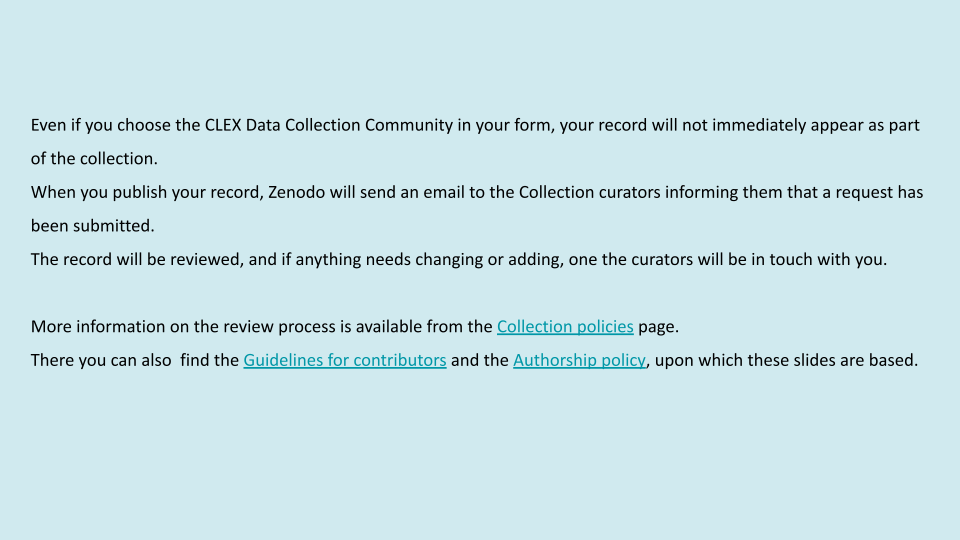 Even if you choose the CLEX Data Collection Community in your form, your record will not immediately appear as part
of the collection.
When you publish your record, Zenodo will send an email to the Collection curators informing them that a request has
been submitted.
The record will be reviewed, and if anything needs changing or adding, one the curators will be in touch with you.
More information on the review process is available from the Collection policies page.
There you can also  find the Guidelines for contributors and the Authorship policy, upon which these slides are based.